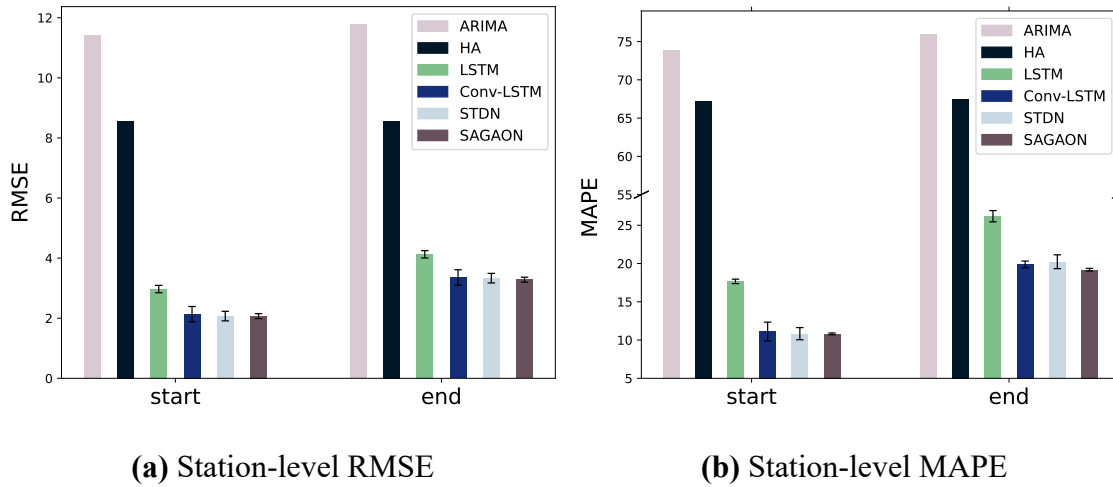 RMSE
12
10
8
6
4
2
0
start
end
ARIMA
HA
LSTM
Conv-LSTM
STDN
SAGAON
(a) Station-level RMSE
MAPE
75
70
65
60
55
25
20
15
10
5
start
end
ARIMA
HA
LSTM
Conv-LSTM
STDN
SAGAON
(b) Station-level MAPE